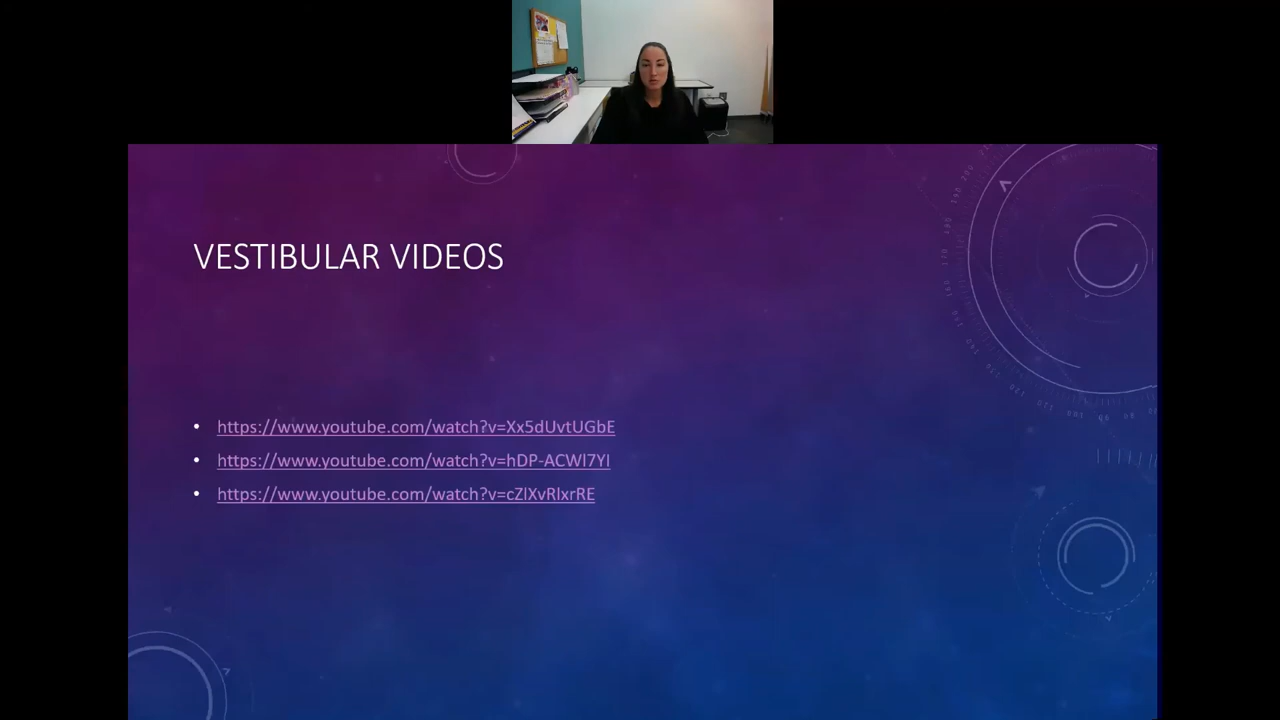 VESTIBULAR VIDEOS
• https://www.youtube.com/watch?v=Xx5dUvtUGbE
• https://www.youtube.com/watch?v=hDP-ACWl7YI
• https://www.youtube.com/watch?v=cZlXvRlxrRE